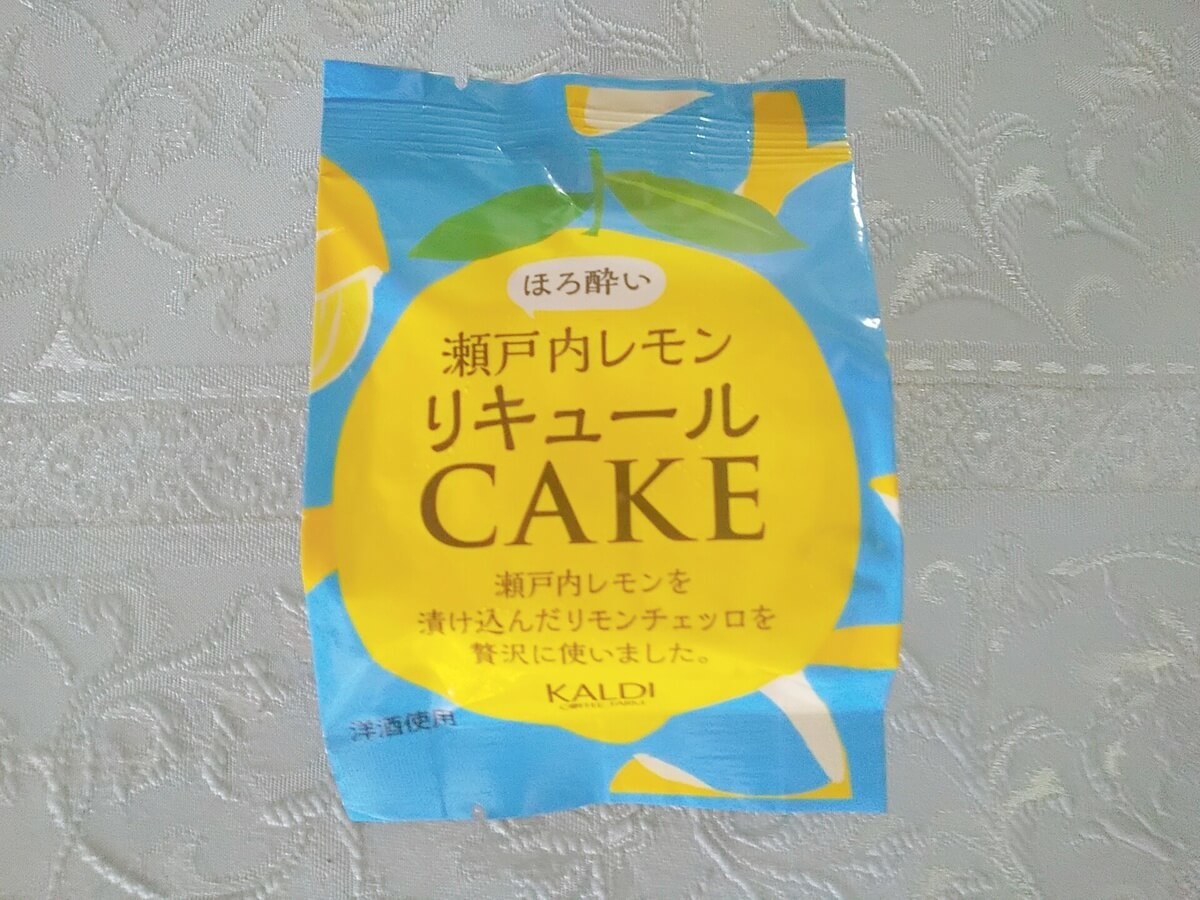 ほろ酔い
瀬戸内レモン
リキュール
CAKE
瀬戸内レモンを
漬け込んだリモンチェッロを
贅沢に使いました。
KALDI
COFFEE FARM
洋酒使用